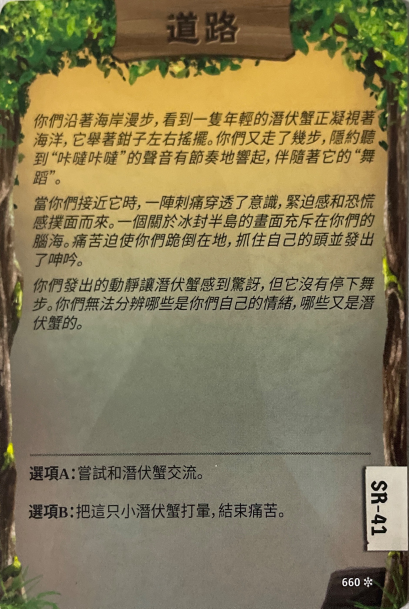 道路
你們沿著海岸漫步，看到一隻年輕的潛伏蟹正凝視著
海洋，它舉著鉗子左右搖擺。你們又走了幾步，隱約聽
到“咔噠咔噠”的聲音有節奏地響起，伴隨著它的“舞
蹈”。
當你們接近它時，一陣刺痛穿透了意識，緊迫感和恐慌
感撲面而來。一個關於冰封半島的畫面充斥在你們的
腦海。痛苦迫使你們跪倒在地，抓住自己的頭並發出
了呻吟。
你們發出的動靜讓潛伏蟹感到驚訝，但它沒有停下舞
步。你們無法分辨哪些是你們自己的情緒，哪些又是潛
伏蟹的。
選項A：嘗試和潛伏蟹交流。
選項B：把這只小潛伏蟹打暈，結束痛苦。
SR-41
660 ✼